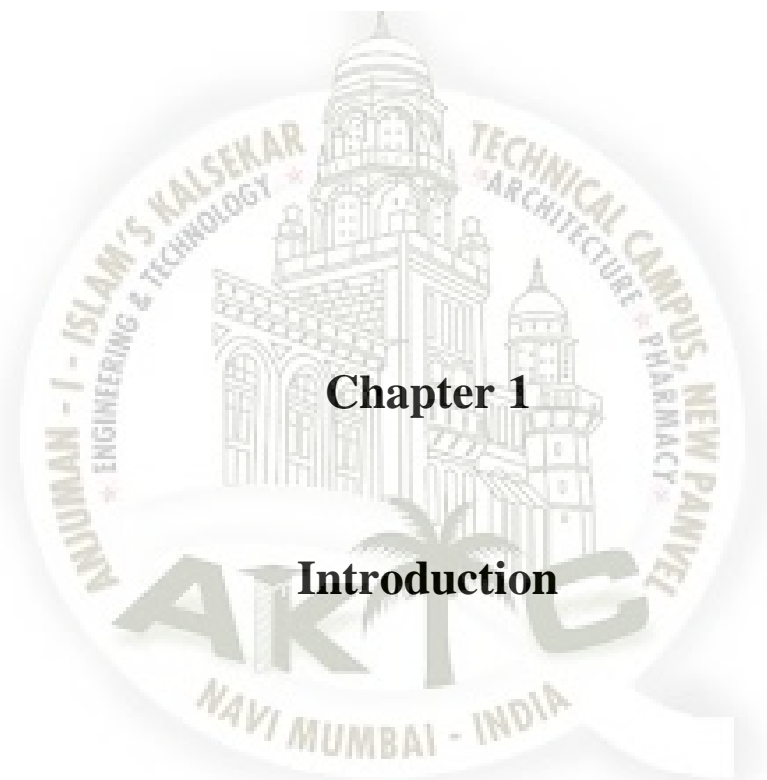 ANJUMAN - I - ISLAM'S KALSEKAR TECHNICAL CAMPUS, NEW PANVEL
ENGINEERING & TECHNOLOGY * * ARCHITECTURE * PHARMACY *
Chapter 1
Introduction
AKTC
NAVI MUMBAI - INDIA